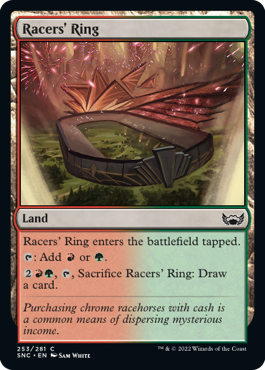 Racers' Ring
Land
Racers' Ring enters the battlefield tapped.
: Add or .
2, , Sacrifice Racers' Ring: Draw
a card.
Purchasing chrome racehorses with cash is
a common means of dispersing mysterious
income.
253/281 C
SNC • EN Sam White
™ & © 2022 Wizards of the Coast